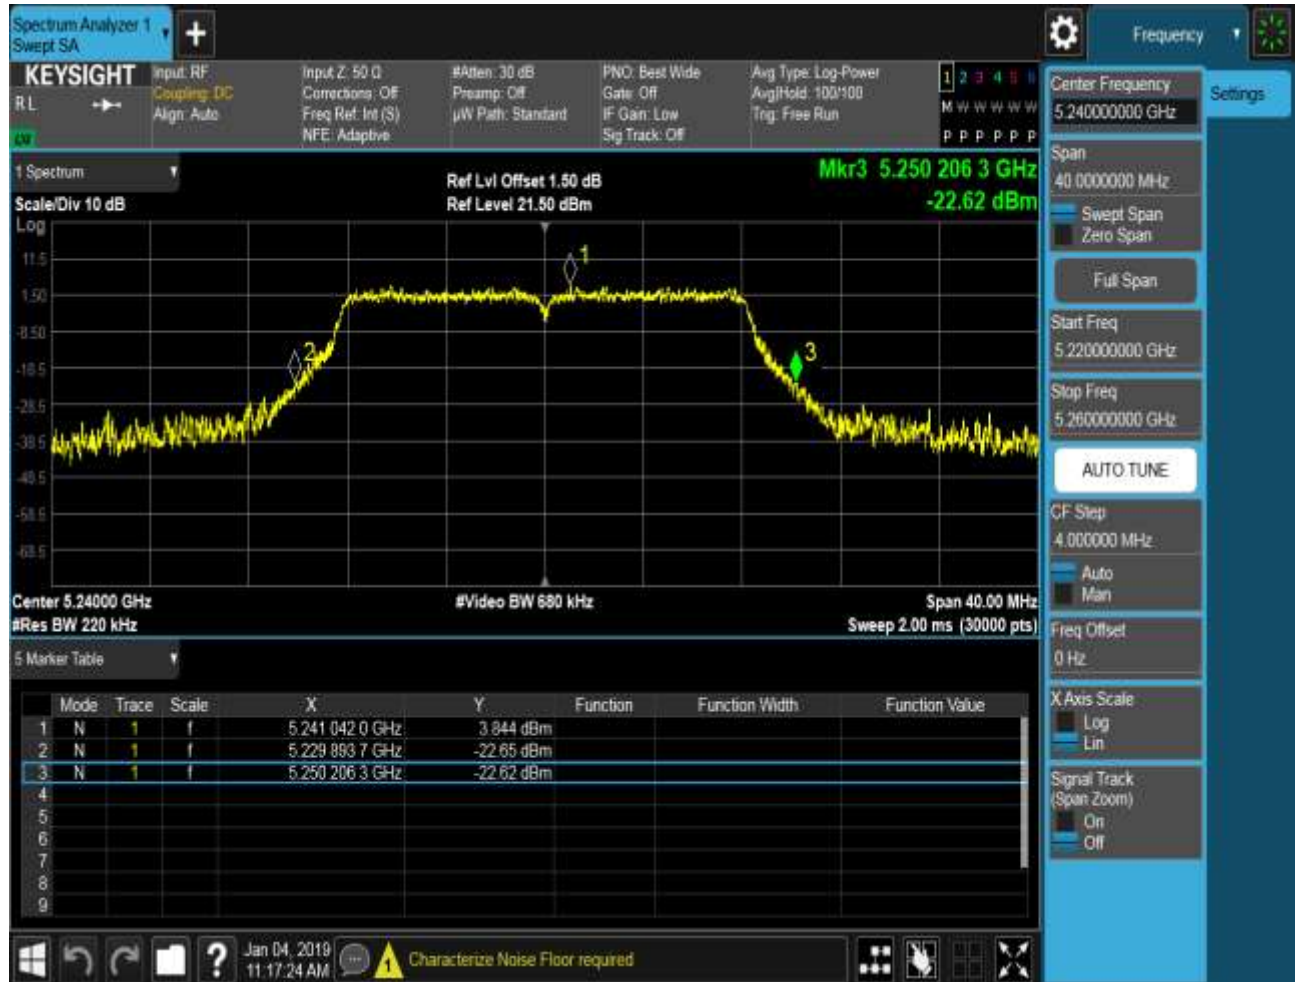 Spectrum Analyzer 1
Swept SA
Frequency
KEYSIGHT
R L
Input: RF
Coupling: DC
Align: Auto
Input Z: 50 Ω
Corrections: Off
Freq Ref: Int (S)
NFE: Adaptive
#Atten: 30 dB
Preamp: Off
µW Path: Standard
PNO: Best Wide
Gate: Off
IF Gain: Low
Sig Track: Off
Avg Type: Log-Power
Avg|Hold: 100/100
Trig: Free Run
1 2 3 4 5 6
M W W W W W
P P P P P P
1 Spectrum
Scale/Div 10 dB
Ref Lvl Offset 1.50 dB
Ref Level 21.50 dBm
Mkr3 5.250 206 3 GHz
-22.62 dBm
Log
11.5
1.50
-8.50
-18.5
-28.5
-38.5
-48.5
-58.5
-68.5
1
2
3
Center 5.24000 GHz
#Video BW 680 kHz
Span 40.00 MHz
#Res BW 220 kHz
Sweep 2.00 ms (30000 pts)
5 Marker Table
Mode Trace Scale X Y Function Function Width Function Value
1 N 1 f 5.241 042 0 GHz 3.844 dBm
2 N 1 f 5.229 893 7 GHz -22.65 dBm
3 N 1 f 5.250 206 3 GHz -22.62 dBm
4
5
6
7
8
9
?
Jan 04, 2019
11:17:24 AM
1
Characterize Noise Floor required
Settings
Center Frequency
5.240000000 GHz
Span
40.0000000 MHz
Swept Span
Zero Span
Full Span
Start Freq
5.220000000 GHz
Stop Freq
5.260000000 GHz
AUTO TUNE
CF Step
4.000000 MHz
Auto
Man
Freq Offset
0 Hz
X Axis Scale
Log
Lin
Signal Track
(Span Zoom)
On
Off